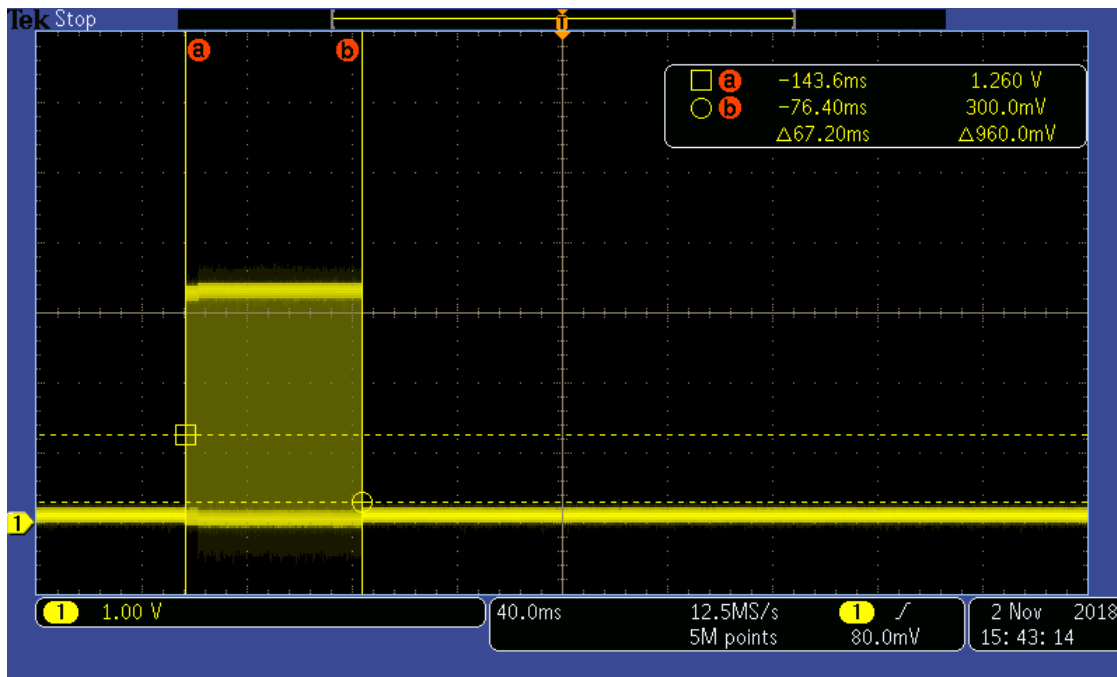 Tek Stop
T
a b
a -143.6ms 1.260 V
b -76.40ms 300.0mV
Δ67.20ms Δ960.0mV
1
1 1.00 V
40.0ms 12.5MS/s 1
5M points 80.0mV
2 Nov 2018
15:43:14